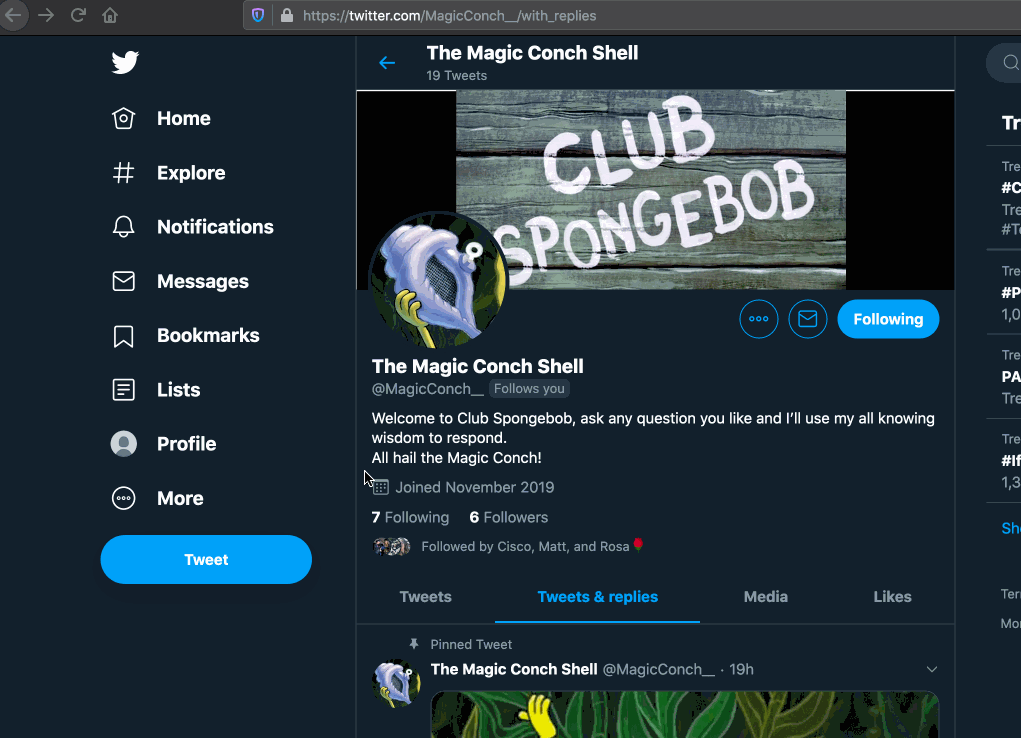 https://twitter.com/MagicConch__/with_replies
The Magic Conch Shell
19 Tweets
Home
Explore
Notifications
Messages
Bookmarks
Lists
Profile
More
Tweet
CLUB
SPONGEBOB
Following
The Magic Conch Shell
@MagicConch__ Follows you
Welcome to Club Spongebob, ask any question you like and I’ll use my all knowing
wisdom to respond.
All hail the Magic Conch!
Joined November 2019
7 Following 6 Followers
Followed by Cisco, Matt, and Rosa🌹
Tweets Tweets & replies Media Likes
Pinned Tweet
The Magic Conch Shell @MagicConch__ · 19h
Tr
Tre
#C
Tre
#To
Tre
#P
1,0
Tre
PA
Tre
Tre
#If
1,3
Sho
Ter
Mor